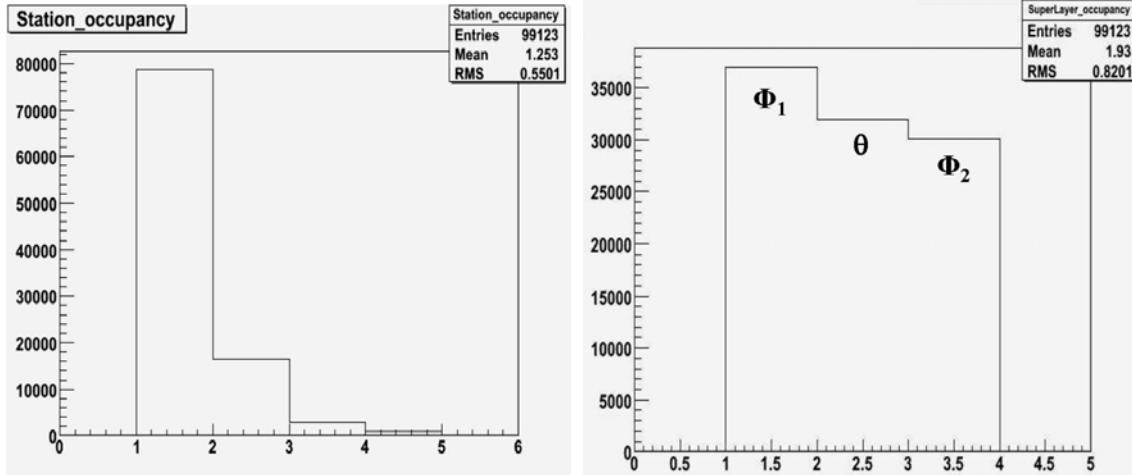 Station_occupancy
Station_occupancy
Entries 99123
Mean 1.253
RMS 0.5501
80000
70000
60000
50000
40000
30000
20000
10000
0
0 1 2 3 4 5 6
SuperLayer_occupancy
Entries 99123
Mean 1.93
RMS 0.8201
35000
30000
25000
20000
15000
10000
5000
0
Φ1
θ
Φ2
0 0.5 1 1.5 2 2.5 3 3.5 4 4.5 5